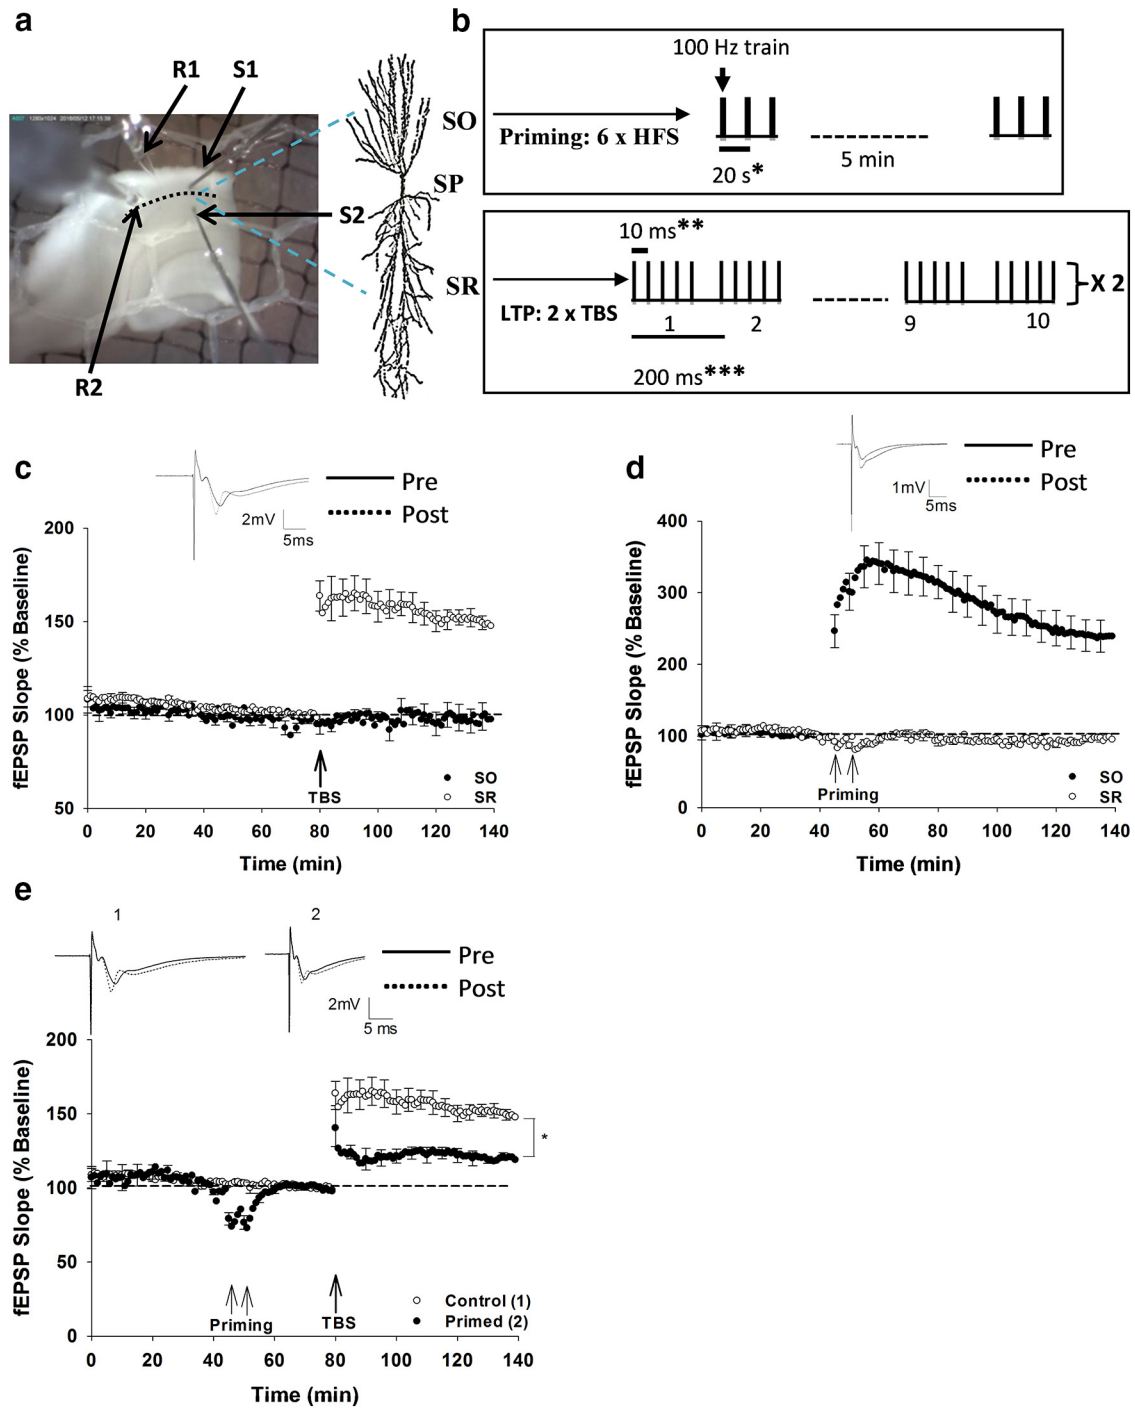 a
b
R1
S1
S2
R2
SO
SP
SR
100 Hz train
Priming: 6 x HFS
20 s*
5 min
10 ms**
LTP: 2 x TBS
1
2
9
10
X 2
200 ms***
c
Pre
Post
2mV
5ms
fEPSP Slope (% Baseline)
200
150
100
50
TBS
SO
SR
0
20
40
60
80
100
120
140
Time (min)
d
Pre
Post
1mV
5ms
fEPSP Slope (% Baseline)
400
300
200
100
0
Priming
SO
SR
0
20
40
60
80
100
120
140
Time (min)
e
1
2
Pre
Post
2mV
5 ms
fEPSP Slope (% Baseline)
200
150
100
50
0
*
Priming
TBS
Control (1)
Primed (2)
0
20
40
60
80
100
120
140
Time (min)